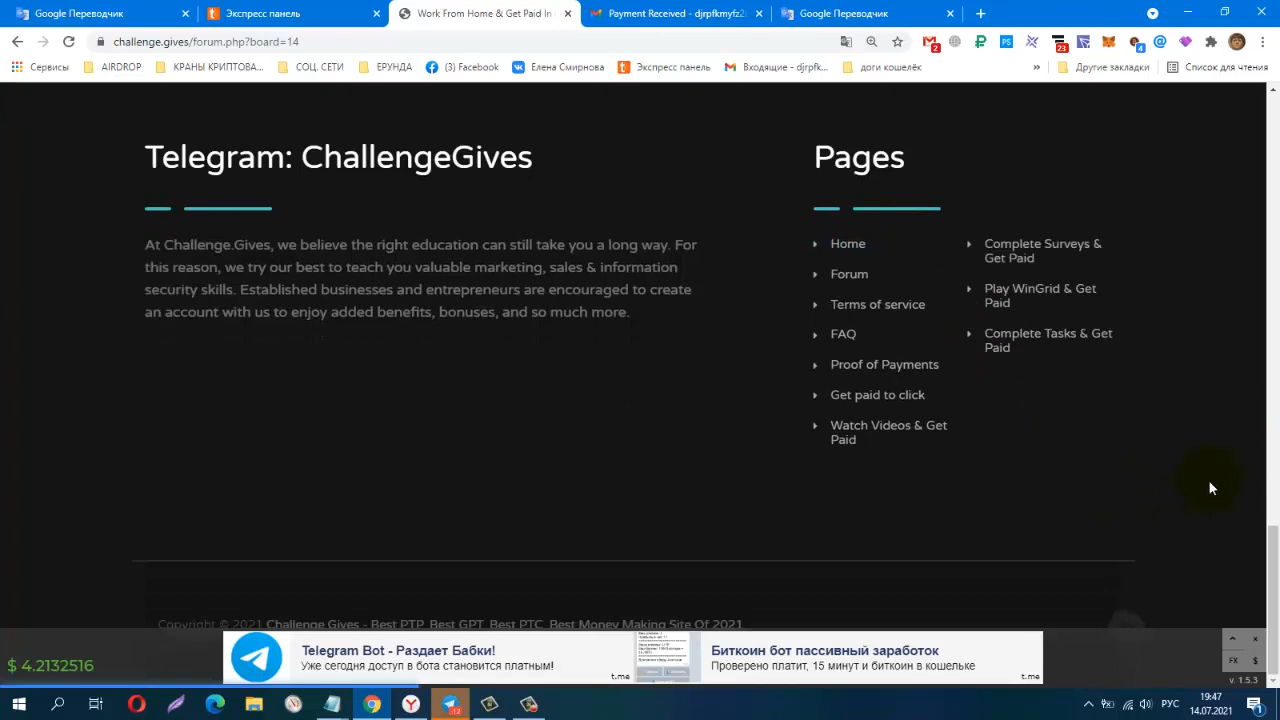 Google Переводчик
Экспресс панель
Work From Home & Get Paid In
Payment Received - djrpfkmyfz2
Google Переводчик
challenge.gives/forum.php?board=14
2
23
4
Сервисы
AIRDROP
КРАНЫ КРИПТОВА...
СОЦ. СЕТИ
ЕРУНДА
(3) Facebook
Елена Смирнова
Экспресс панель
Входящие - djrpfk...
доги кошелёк
»
Другие закладки
Список для чтения
Telegram: ChallengeGives
Pages
At Challenge.Gives, we believe the right education can still take you a long way. For
this reason, we try our best to teach you valuable marketing, sales & information
security skills. Established businesses and entrepreneurs are encouraged to create
an account with us to enjoy added benefits, bonuses, and so much more.
Home
Forum
Terms of service
FAQ
Proof of Payments
Get paid to click
Watch Videos & Get
Paid
Complete Surveys &
Get Paid
Play WinGrid & Get
Paid
Complete Tasks & Get
Paid
Copyright © 2021 Challenge Gives - Best PTP, Best GPT, Best PTC, Best Money Making Site Of 2021.
$ 4.2132516
Telegram Бот раздает Баски!
Уже сегодня работа бота становится платным!
t.me
Биткоин бот пассивный заработок
Проверено платит, 15 минут и биткоин в кошельке
t.me
FX
$
v. 1.5.3
12
РУС
19:47
14.07.2021
1